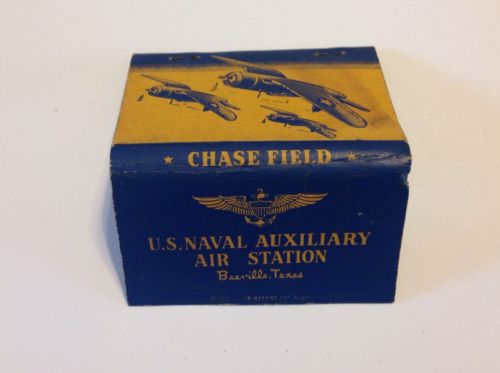 ★ CHASE FIELD ★
U.S. NAVAL AUXILIARY
AIR STATION
Beeville, Texas